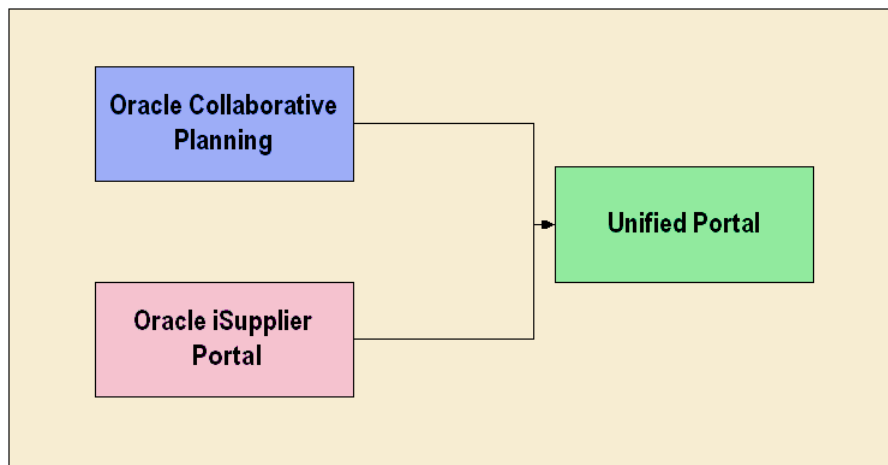 Oracle Collaborative
Planning
Unified Portal
Oracle iSupplier
Portal